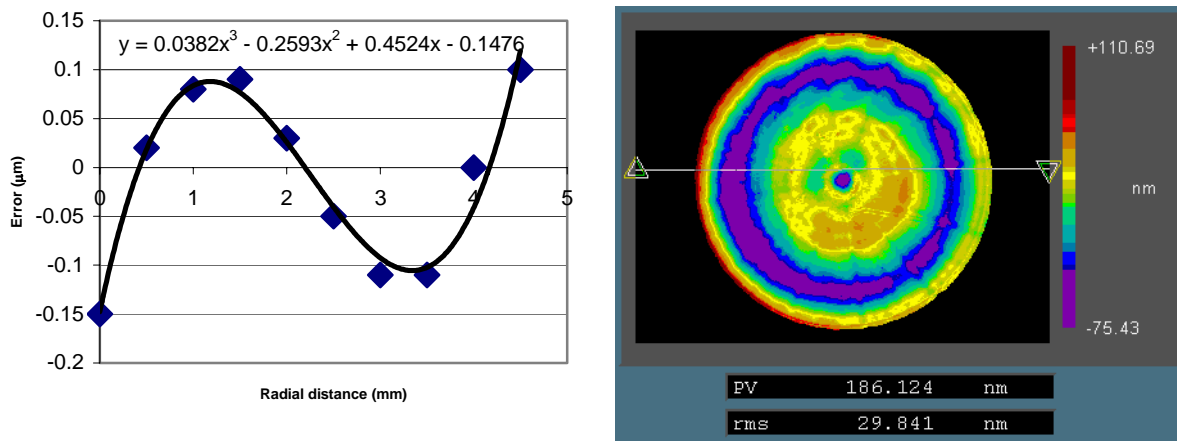 0.15
y = 0.0382x³ - 0.2593x² + 0.4524x - 0.1476
0.1
0.05
0
-0.05
-0.1
-0.15
-0.2
0 1 2 3 4 5
Error (µm)
Radial distance (mm)
+110.69
nm
-75.43
PV 186.124 nm
rms 29.841 nm